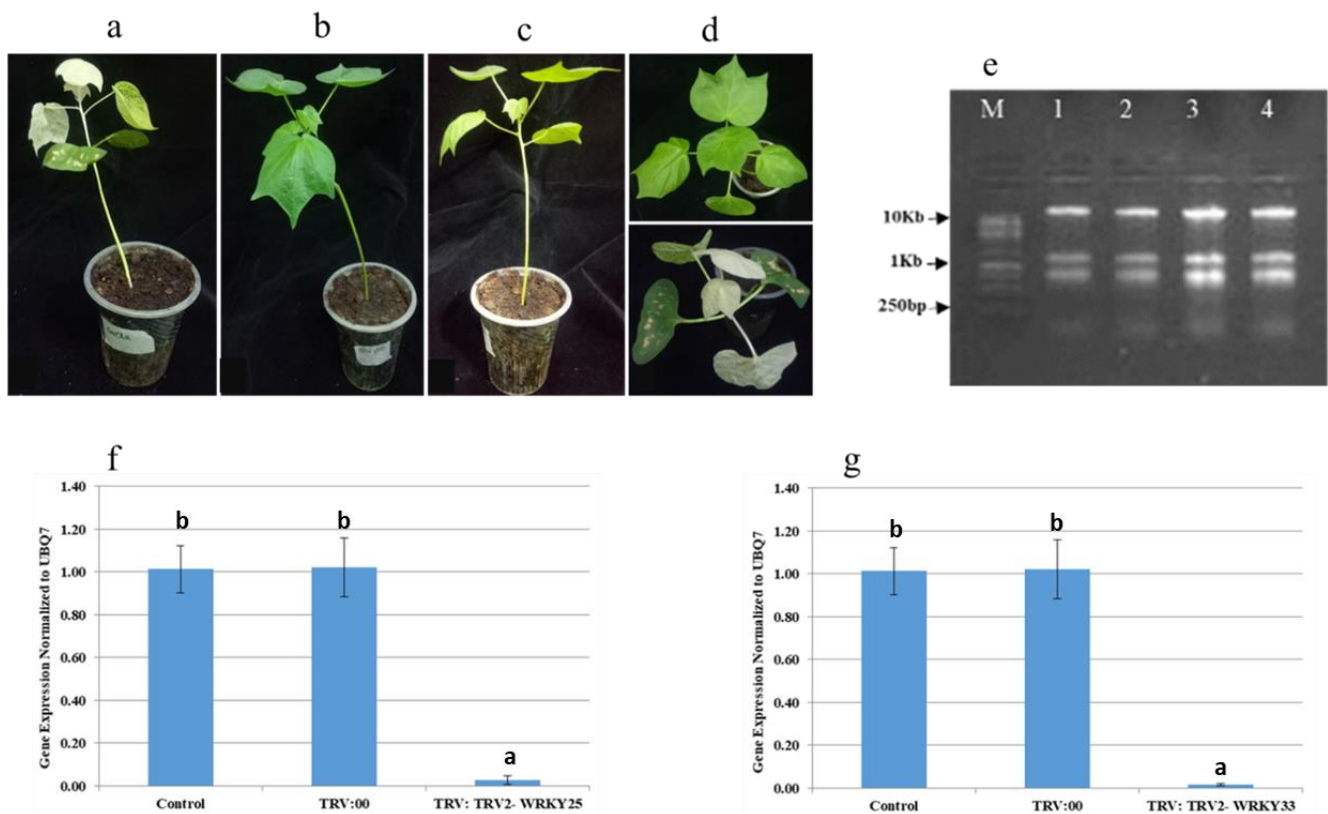 a
b
c
d
e
M 1 2 3 4
10Kb
1Kb
250bp
f
Gene Expression Normalized to UBQ7
1.40
1.20
1.00
0.80
0.60
0.40
0.20
0.00
b
b
a
Control TRV:00 TRV: TRV2- WRKY25
g
Gene Expression Normalized to UBQ7
1.40
1.20
1.00
0.80
0.60
0.40
0.20
0.00
b
b
a
Control TRV:00 TRV: TRV2- WRKY33